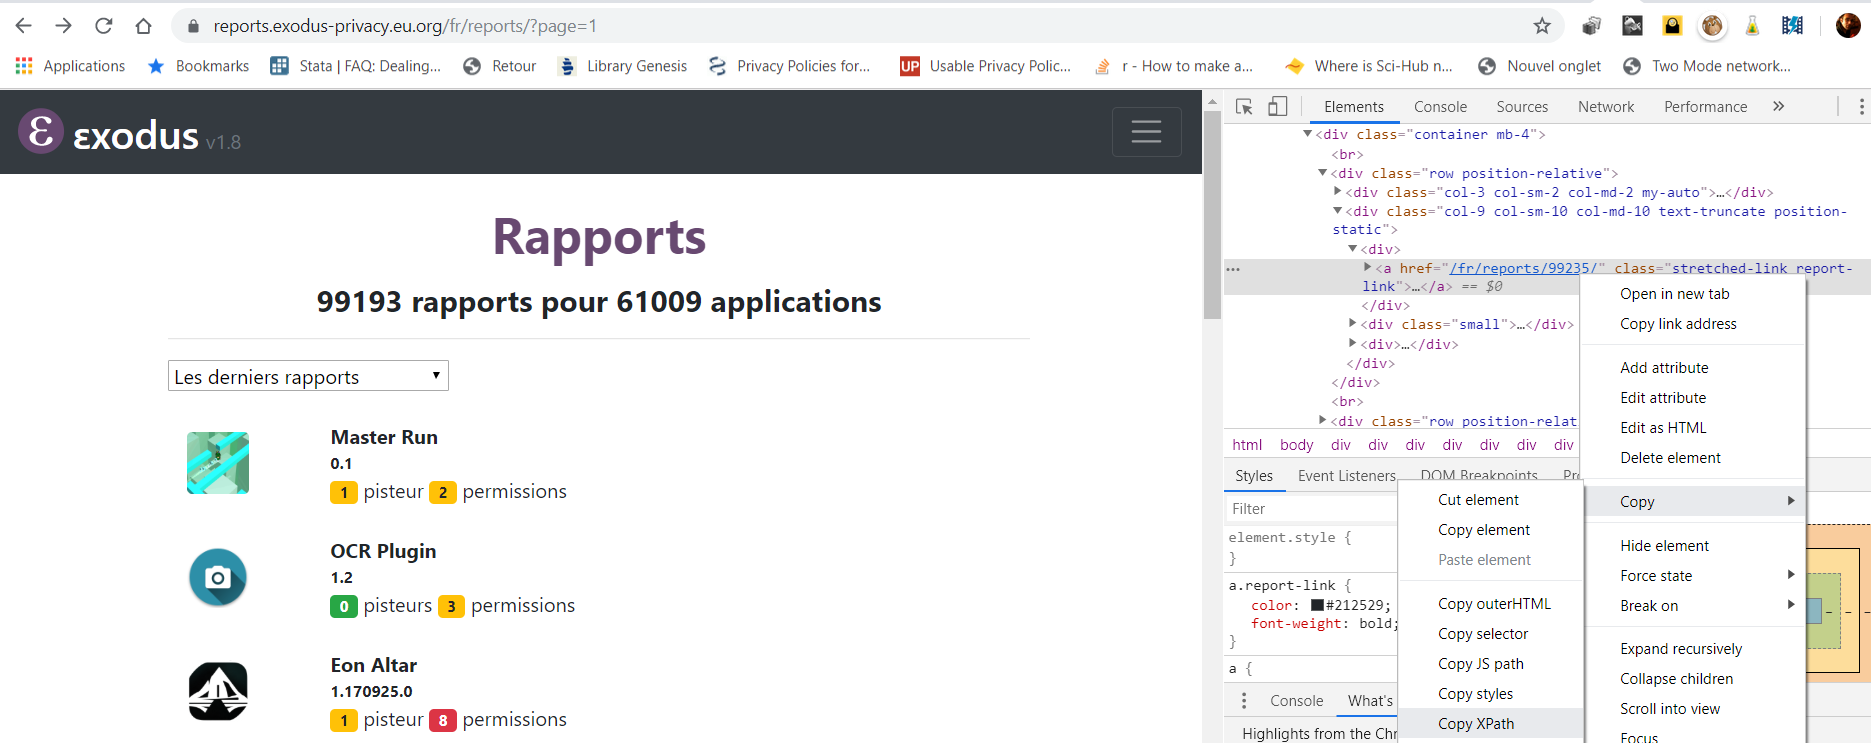 reports.exodus-privacy.eu.org/fr/reports/?page=1
Applications Bookmarks Stata | FAQ: Dealing... Retour Library Genesis Privacy Policies for... UP Usable Privacy Polic... r - How to make a... Where is Sci-Hub n... Nouvel onglet Two Mode network...
εxodus v1.8
Rapports
99193 rapports pour 61009 applications
Les derniers rapports
Master Run
0.1
1 pisteur 2 permissions
OCR Plugin
1.2
0 pisteurs 3 permissions
Eon Altar
1.170925.0
1 pisteur 8 permissions
Elements Console Sources Network Performance »
<div class="container mb-4">
<br>
<div class="row position-relative">
<div class="col-3 col-sm-2 col-md-2 my-auto">…</div>
<div class="col-9 col-sm-10 col-md-10 text-truncate position-
static">
<div>
<a href="/fr/reports/99235/" class="stretched-link report-
link">…</a> == $0
</div>
<div class="small">…</div>
<div>…</div>
</div>
</div>
<br>
<div class="row position-relati
html body div div div div div div div
Styles Event Listeners DOM Breakpoints Pr
Filter
element.style {
}
a.report-link {
color: #212529;
font-weight: bold;
}
a {
Console What's
Highlights from the Chr
Open in new tab
Copy link address
Add attribute
Edit attribute
Edit as HTML
Delete element
Copy
Hide element
Force state
Break on
Expand recursively
Collapse children
Scroll into view
Focus
Cut element
Copy element
Paste element
Copy outerHTML
Copy selector
Copy JS path
Copy styles
Copy XPath